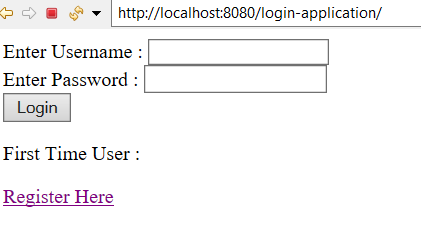 http://localhost:8080/login-application/
Enter Username :
Enter Password :
Login
First Time User :
Register Here